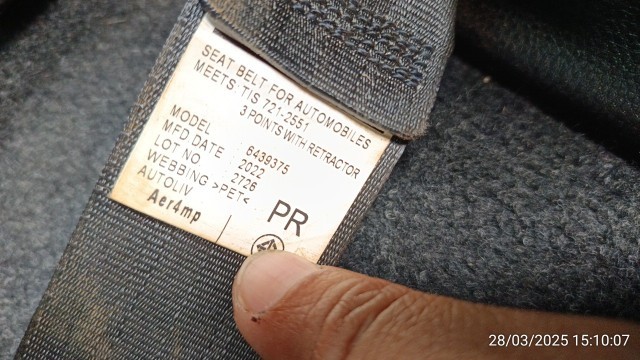 SEAT BELT FOR AUTOMOBILES
MEETS TIS 721-2551
3 POINTS WITH RETRACTOR
MODEL : 6439375
MFD DATE : 2022
LOT NO : 2726
WEBBING >PET<
AUTOLIV
Aer4mp
PR
28/03/2025 15:10:07